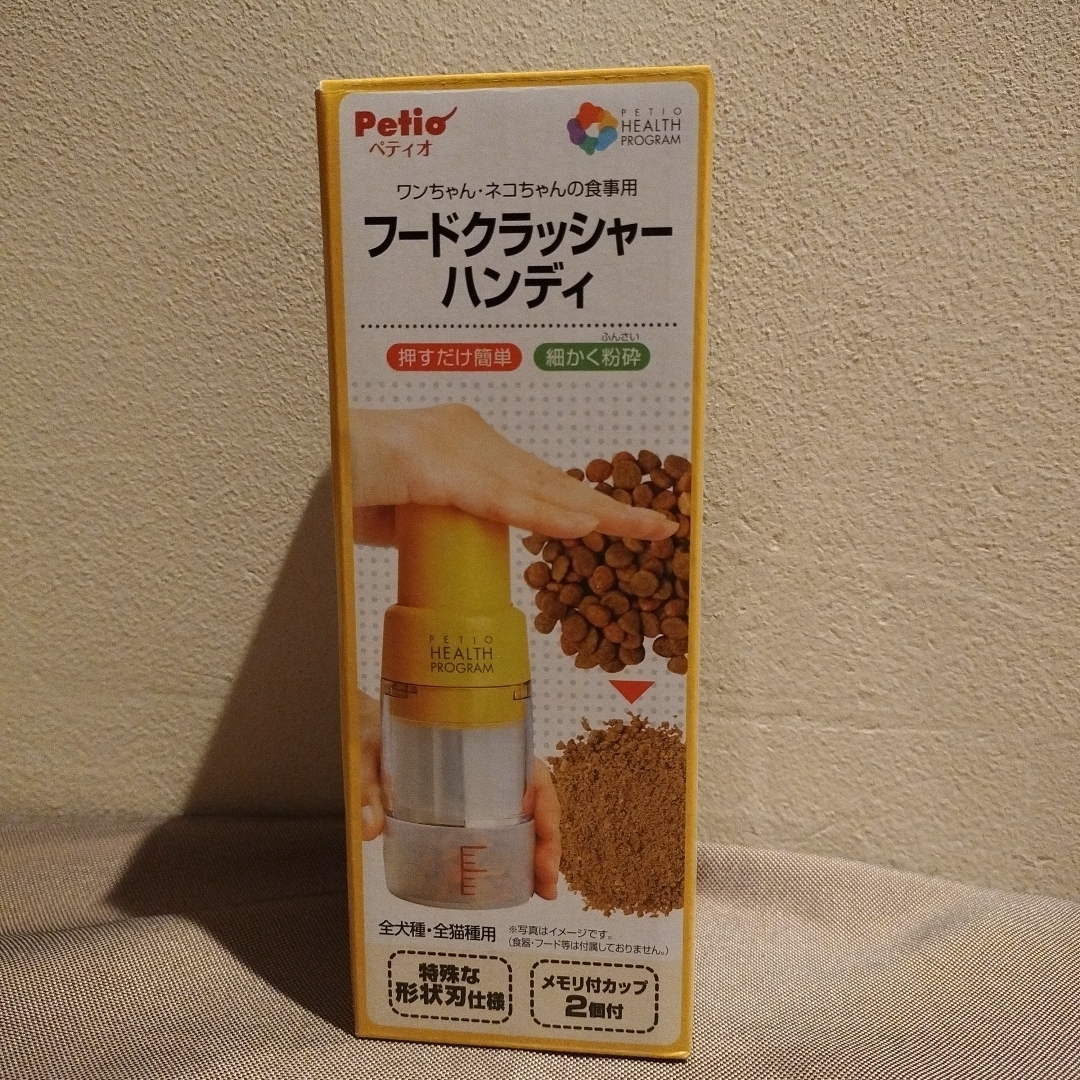 Petio
ペティオ
PETIO
HEALTH
PROGRAM
ワンちゃん・ネコちゃんの食事用
フードクラッシャー
ハンディ
押すだけ簡単
ふんさい
細かく粉砕
PETIO
HEALTH
PROGRAM
全犬種・全猫種用
※写真はイメージです。
(食器・フード等は付属しておりません。)
特殊な
形状刃仕様
メモリ付カップ
2個付